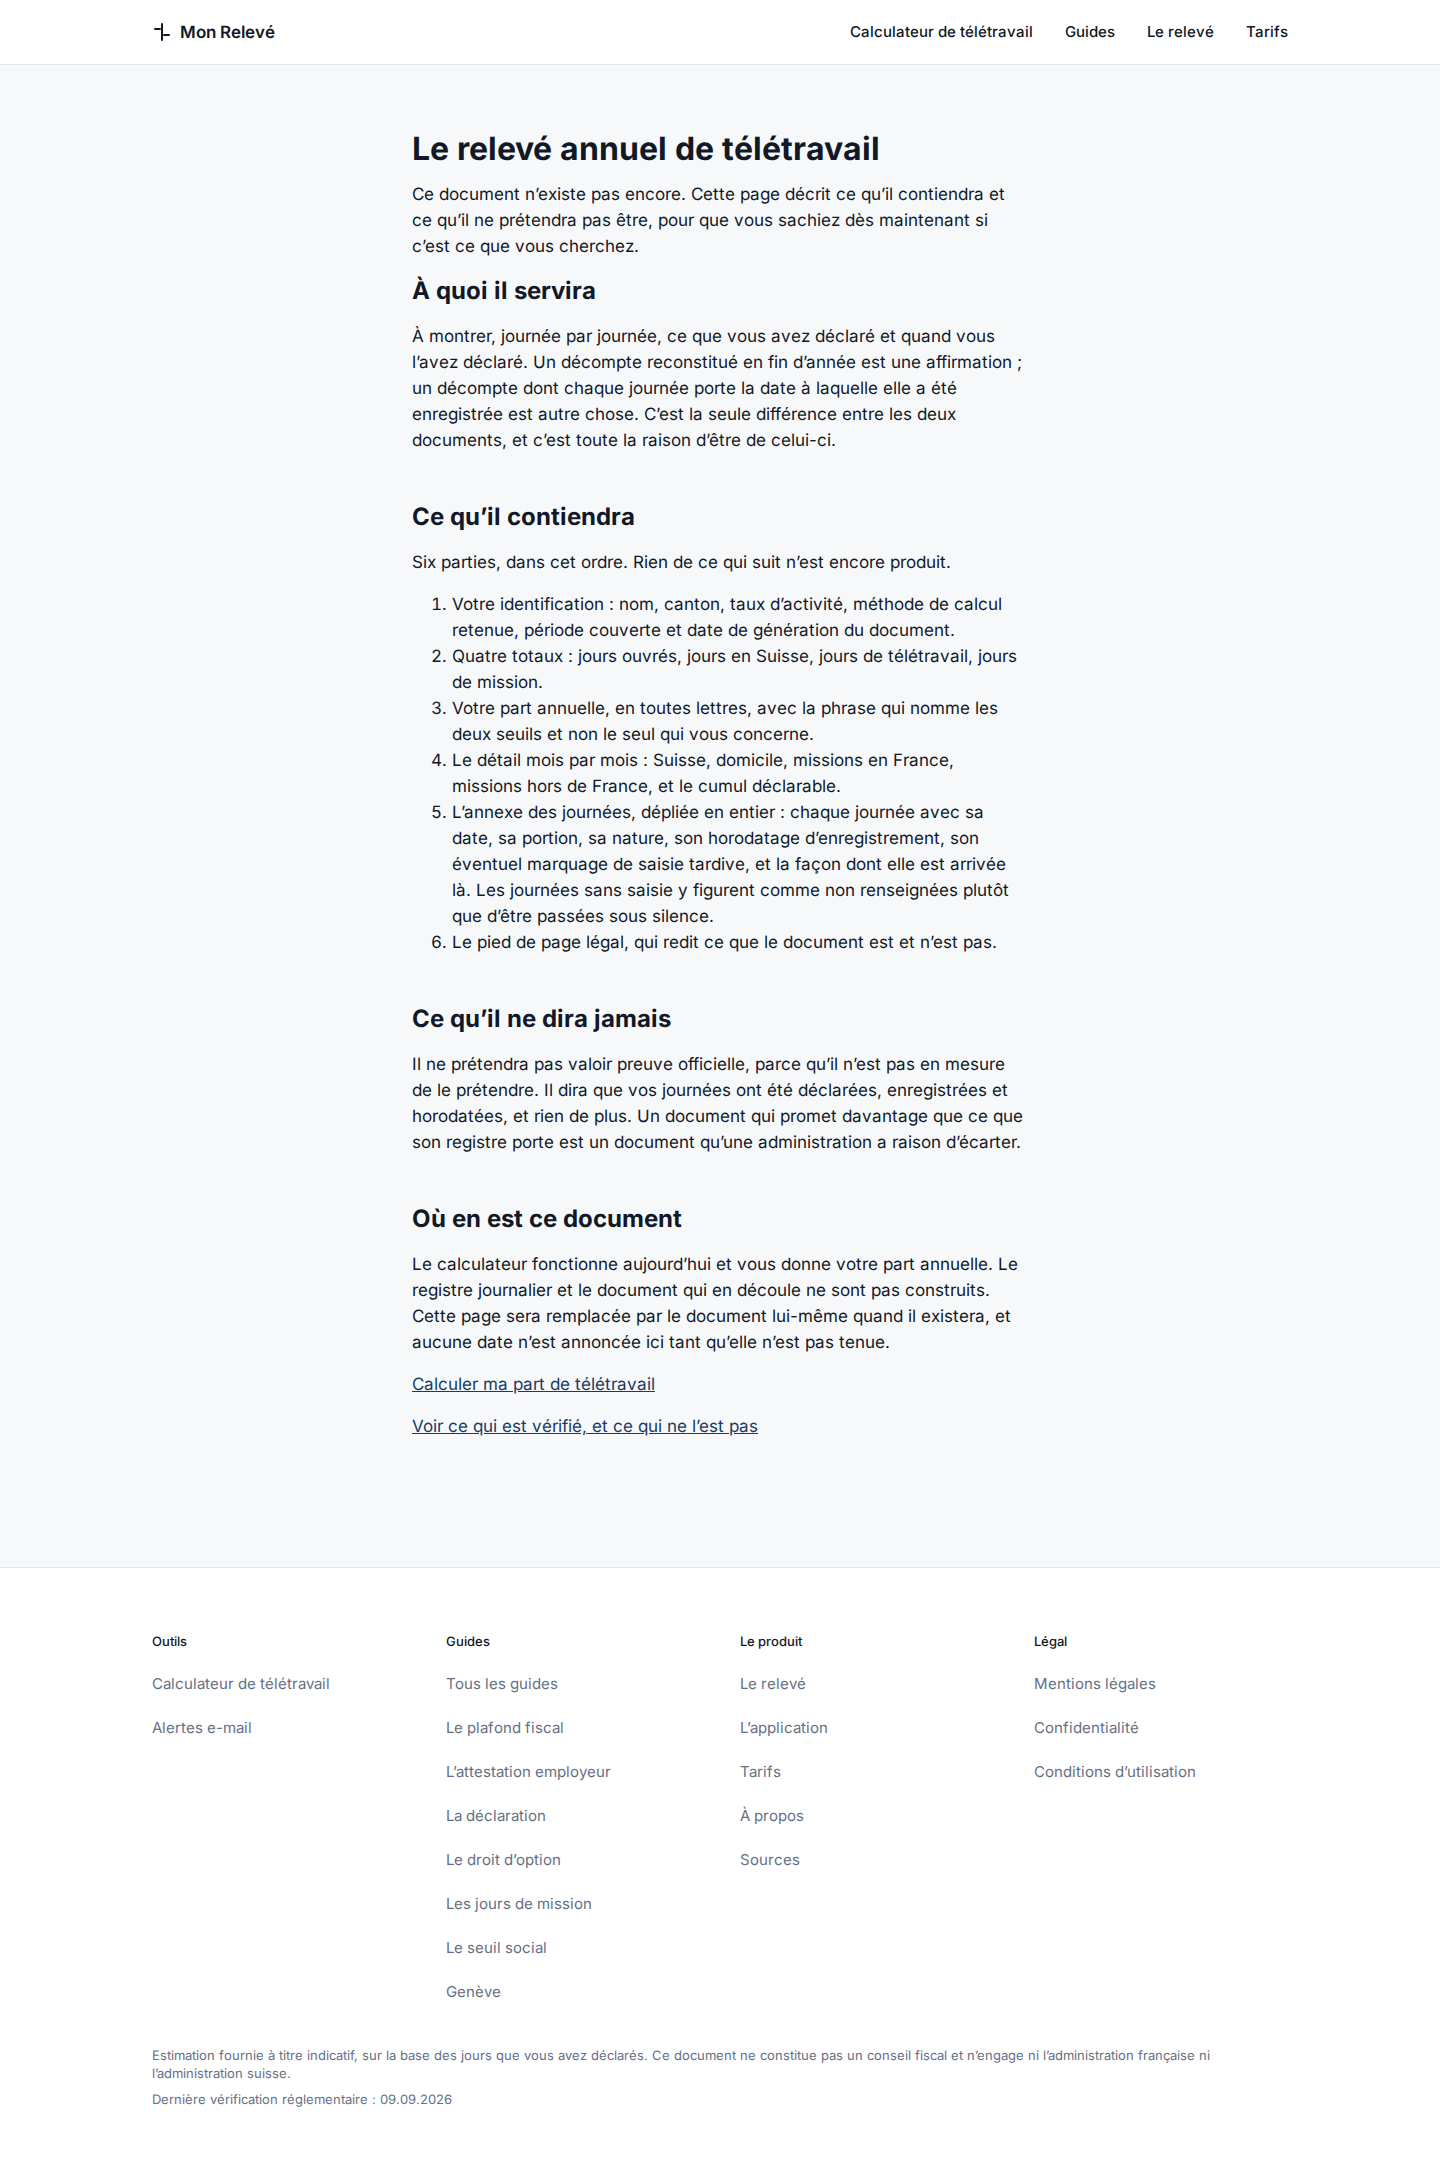 Mon Relevé
Calculateur de télétravail
Guides
Le relevé
Tarifs
Le relevé annuel de télétravail
Ce document n’existe pas encore. Cette page décrit ce qu’il contiendra et
ce qu’il ne prétendra pas être, pour que vous sachiez dès maintenant si
c’est ce que vous cherchez.
À quoi il servira
À montrer, journée par journée, ce que vous avez déclaré et quand vous
l’avez déclaré. Un décompte reconstitué en fin d’année est une affirmation ;
un décompte dont chaque journée porte la date à laquelle elle a été
enregistrée est autre chose. C’est la seule différence entre les deux
documents, et c’est toute la raison d’être de celui-ci.
Ce qu’il contiendra
Six parties, dans cet ordre. Rien de ce qui suit n’est encore produit.
1. Votre identification : nom, canton, taux d’activité, méthode de calcul
retenue, période couverte et date de génération du document.
2. Quatre totaux : jours ouvrés, jours en Suisse, jours de télétravail, jours
de mission.
3. Votre part annuelle, en toutes lettres, avec la phrase qui nomme les
deux seuils et non le seul qui vous concerne.
4. Le détail mois par mois : Suisse, domicile, missions en France,
missions hors de France, et le cumul déclarable.
5. L’annexe des journées, dépliée en entier : chaque journée avec sa
date, sa portion, sa nature, son horodatage d’enregistrement, son
éventuel marquage de saisie tardive, et la façon dont elle est arrivée
là. Les journées sans saisie y figurent comme non renseignées plutôt
que d’être passées sous silence.
6. Le pied de page légal, qui redit ce que le document est et n’est pas.
Ce qu’il ne dira jamais
Il ne prétendra pas valoir preuve officielle, parce qu’il n’est pas en mesure
de le prétendre. Il dira que vos journées ont été déclarées, enregistrées et
horodatées, et rien de plus. Un document qui promet davantage que ce que
son registre porte est un document qu’une administration a raison d’écarter.
Où en est ce document
Le calculateur fonctionne aujourd’hui et vous donne votre part annuelle. Le
registre journalier et le document qui en découle ne sont pas construits.
Cette page sera remplacée par le document lui-même quand il existera, et
aucune date n’est annoncée ici tant qu’elle n’est pas tenue.
Calculer ma part de télétravail
Voir ce qui est vérifié, et ce qui ne l’est pas
Outils
Calculateur de télétravail
Alertes e-mail
Guides
Tous les guides
Le plafond fiscal
L’attestation employeur
La déclaration
Le droit d’option
Les jours de mission
Le seuil social
Genève
Le produit
Le relevé
L’application
Tarifs
À propos
Sources
Légal
Mentions légales
Confidentialité
Conditions d’utilisation
Estimation fournie à titre indicatif, sur la base des jours que vous avez déclarés. Ce document ne constitue pas un conseil fiscal et n’engage ni l’administration française ni
l’administration suisse.
Dernière vérification réglementaire : 09.09.2026